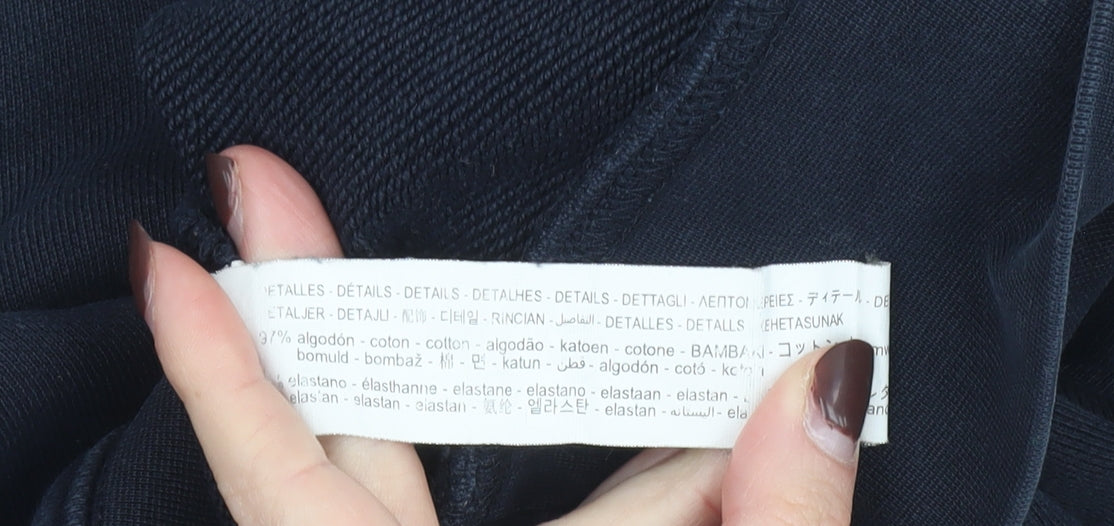 ETALLES - DÉTAILS - DETAILS - DETALHES - DETAILS - DETTAGLI - ΛΕΠΤΟΜΕΡΕΙΕΣ - ディテール - DE
ETALJER - DETAJLI - 配饰 - 디테일 - RINCIAN - التفاصيل - DETALLES - DETALLS XEHETASUNAK
97% algodón - coton - cotton - algodão - katoen - cotone - ΒΑΜΒΑΚΙ - コットン
bomuld - bombaž - 棉 - 면 - katun - قطن - algodón - cotó -
elastano - élasthanne - elastane - elastano - elastaan - elastan -
elastan - elastan - elastan - 氨纶 - 엘라스탄 - elastan - اليستانه - ela